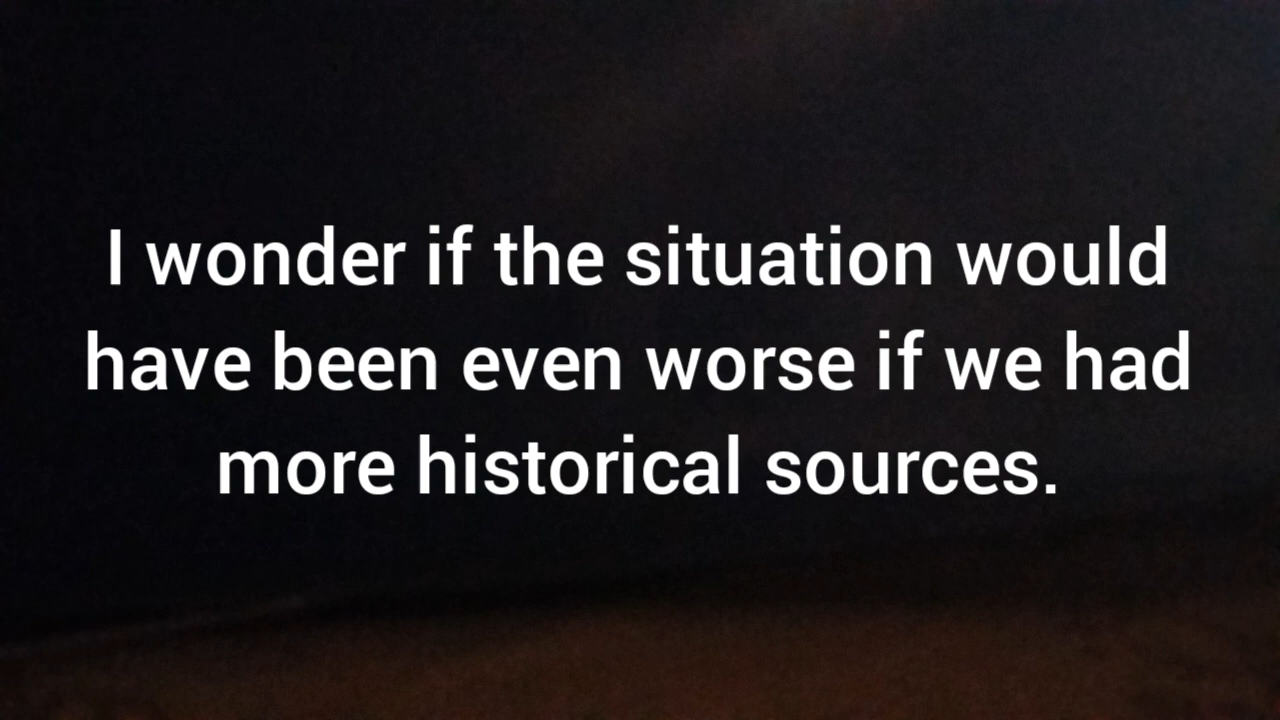 I wonder if the situation would
have been even worse if we had
more historical sources.